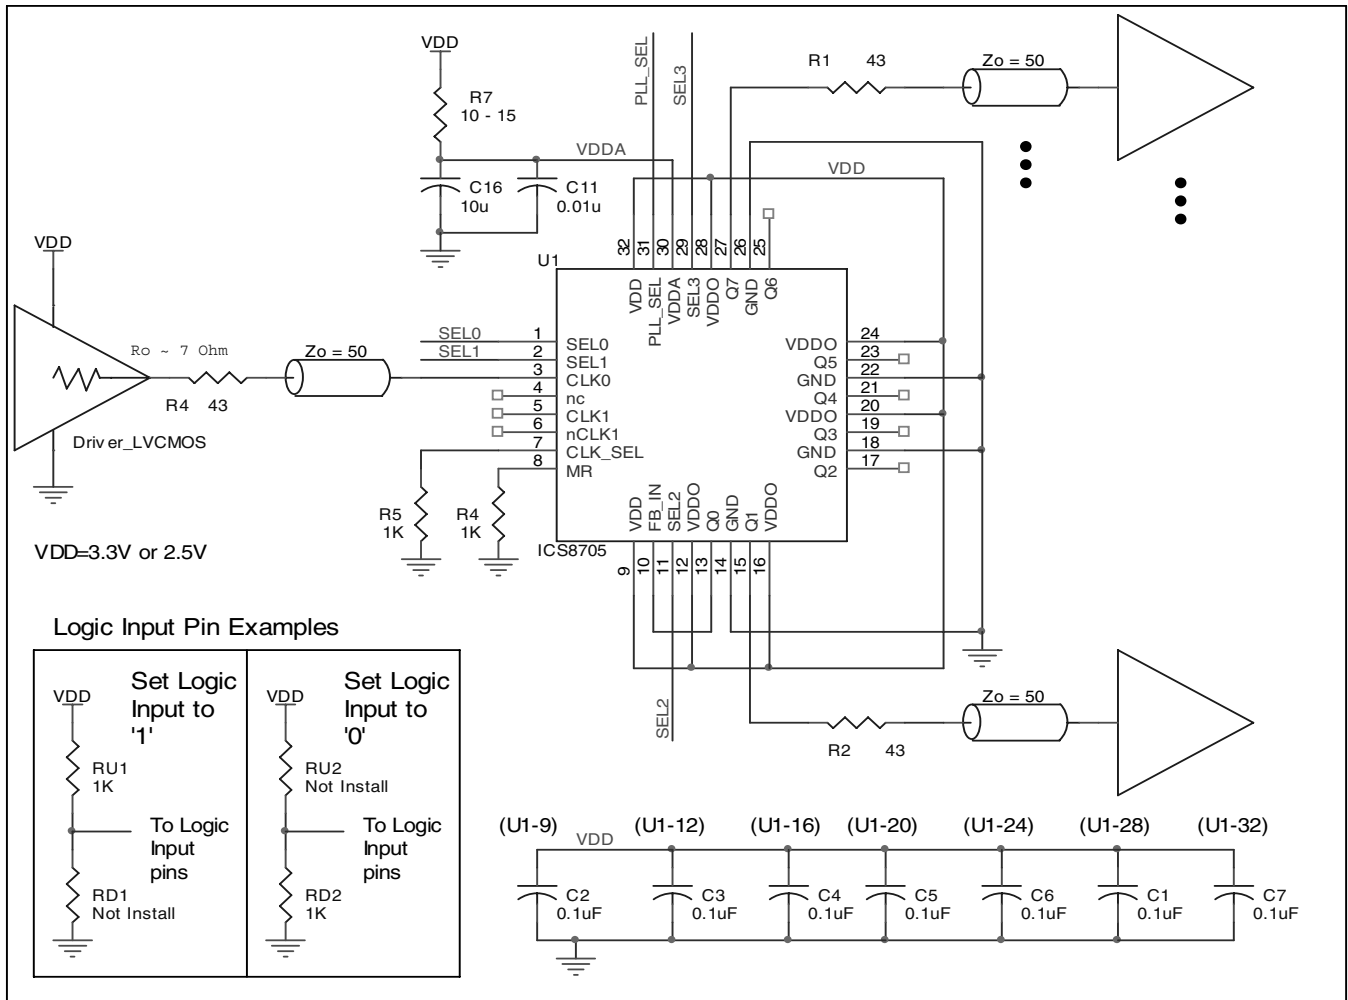 VDD
R7
10 - 15
VDDA
C16
10u
C11
0.01u
PLL_SEL
SEL3
R1 43
Zo = 50
VDD
VDD
Ro ~ 7 Ohm
R4 43
Zo = 50
Driver_LVCMOS
SEL0
SEL1
U1
32 31 30 29 28 27 26 25
VDD PLL_SEL VDDA SEL3 VDDO Q7 GND Q6
1 SEL0
2 SEL1
3 CLK0
4 nc
5 CLK1
6 nCLK1
7 CLK_SEL
8 MR
VDDO 24
Q5 23
GND 22
Q4 21
VDDO 20
Q3 19
GND 18
Q2 17
VDD FB_IN SEL2 VDDO Q0 GND Q1 VDDO
9 10 11 12 13 14 15 16
ICS8705
R5
1K
R4
1K
VDD=3.3V or 2.5V
SEL2
R2 43
Zo = 50
Logic Input Pin Examples
VDD
Set Logic
Input to
'1'
RU1
1K
To Logic
Input
pins
RD1
Not Install
VDD
Set Logic
Input to
'0'
RU2
Not Install
To Logic
Input
pins
RD2
1K
(U1-9) (U1-12) (U1-16) (U1-20) (U1-24) (U1-28) (U1-32)
VDD
C2
0.1uF
C3
0.1uF
C4
0.1uF
C5
0.1uF
C6
0.1uF
C1
0.1uF
C7
0.1uF